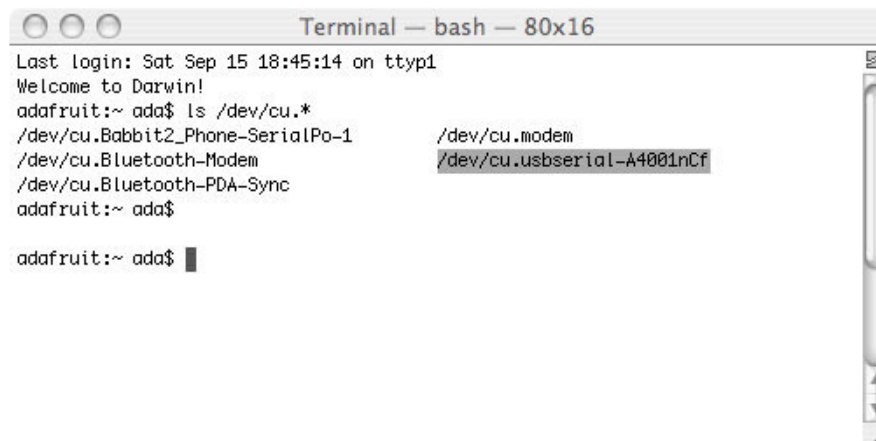 Terminal — bash — 80x16
Last login: Sat Sep 15 18:45:14 on ttyp1
Welcome to Darwin!
adafruit:~ ada$ ls /dev/cu.*
/dev/cu.Babbit2_Phone-SerialPo-1 /dev/cu.modem
/dev/cu.Bluetooth-Modem /dev/cu.usbserial-A4001nCf
/dev/cu.Bluetooth-PDA-Sync
adafruit:~ ada$
adafruit:~ ada$